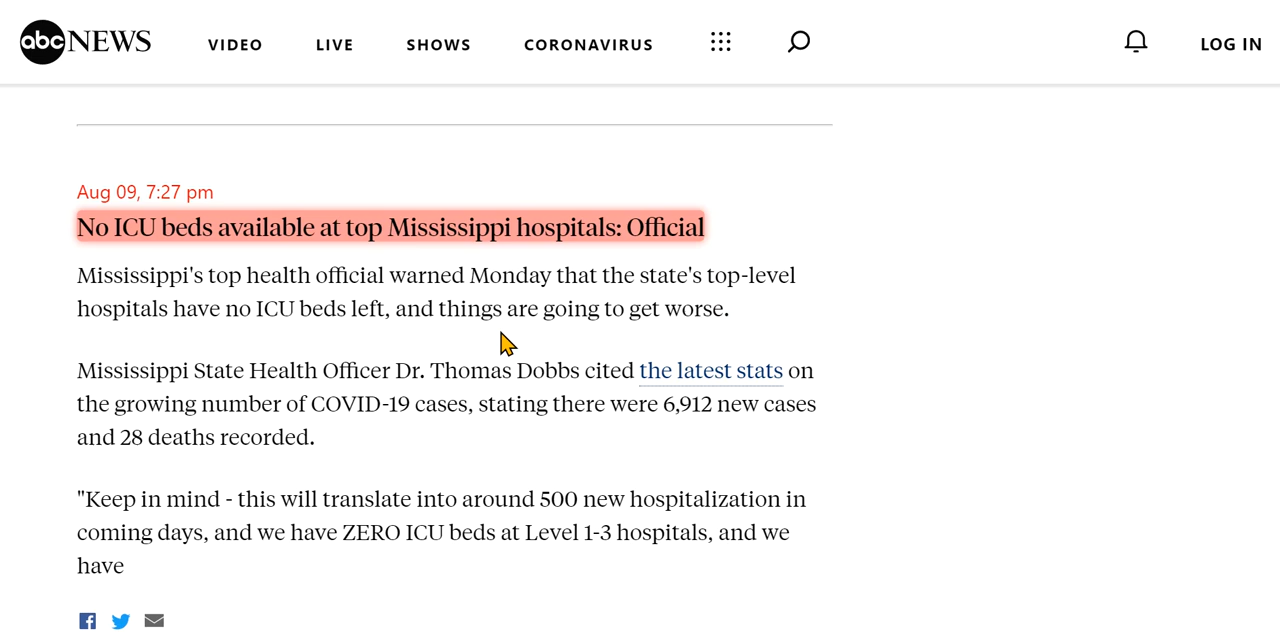 abc NEWS VIDEO LIVE SHOWS CORONAVIRUS LOG IN
Aug 09, 7:27 pm
No ICU beds available at top Mississippi hospitals: Official
Mississippi's top health official warned Monday that the state's top-level
hospitals have no ICU beds left, and things are going to get worse.
Mississippi State Health Officer Dr. Thomas Dobbs cited the latest stats on
the growing number of COVID-19 cases, stating there were 6,912 new cases
and 28 deaths recorded.
"Keep in mind - this will translate into around 500 new hospitalization in
coming days, and we have ZERO ICU beds at Level 1-3 hospitals, and we
have